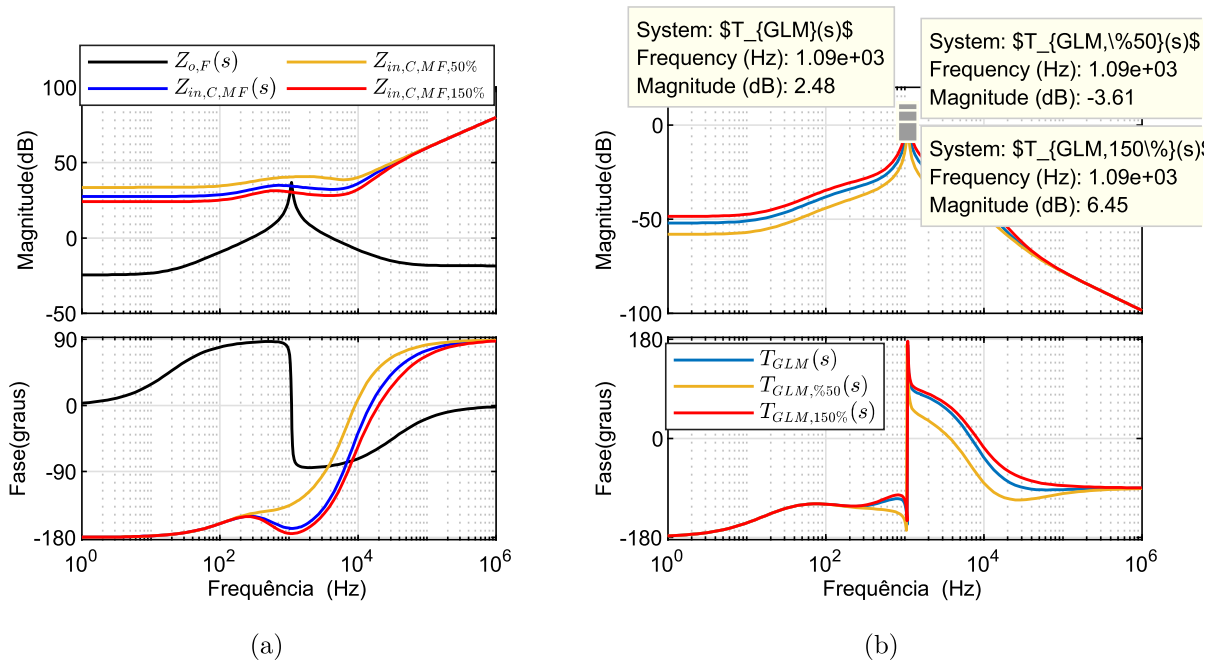 Z_{o,F}(s)
Z_{in,C,MF,50%}
Z_{in,C,MF}(s)
Z_{in,C,MF,150%}
100
50
0
-50
Magnitude(dB)
90
0
-90
-180
Fase(graus)
10^0
10^2
10^4
10^6
Frequência (Hz)
(a)
System: $T_{GLM}(s)$
Frequency (Hz): 1.09e+03
Magnitude (dB): 2.48
System: $T_{GLM,\%50}(s)$
Frequency (Hz): 1.09e+03
Magnitude (dB): -3.61
System: $T_{GLM,150\%}(s)$
Frequency (Hz): 1.09e+03
Magnitude (dB): 6.45
0
-50
-100
Magnitude(dB)
180
0
-180
Fase(graus)
T_{GLM}(s)
T_{GLM,%50}(s)
T_{GLM,150%}(s)
10^0
10^2
10^4
10^6
Frequência (Hz)
(b)